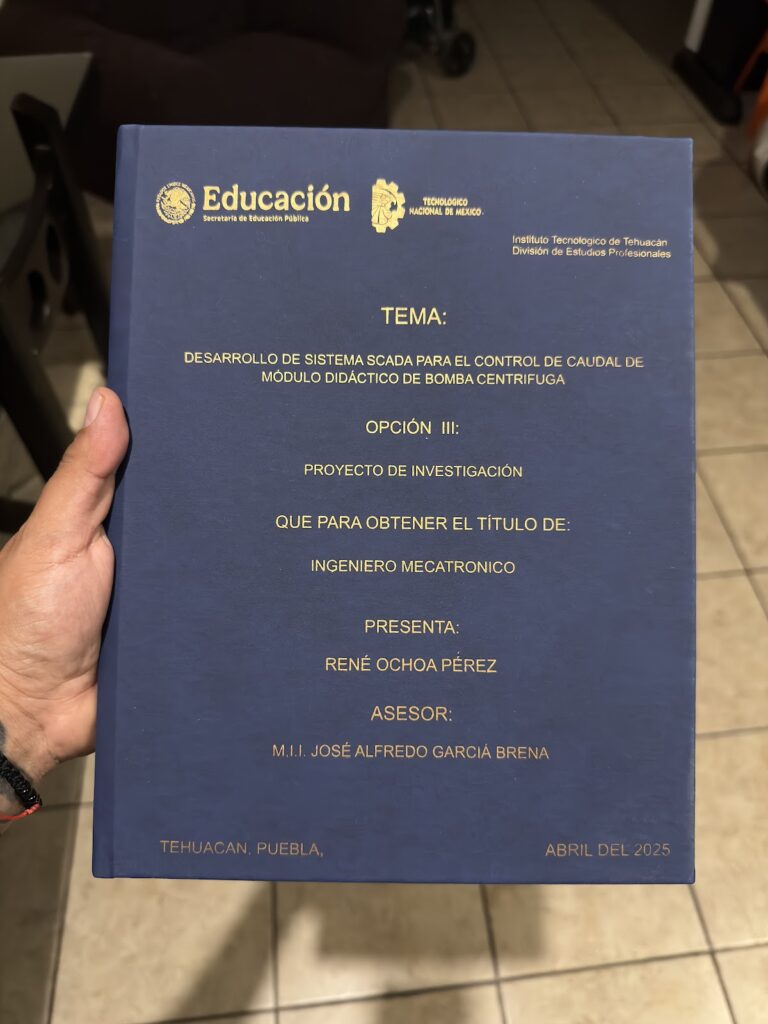 Educación
Secretaría de Educación Pública
TECNOLÓGICO
NACIONAL DE MÉXICO
Instituto Tecnologico de Tehuacán
División de Estudios Profesionales
TEMA:
DESARROLLO DE SISTEMA SCADA PARA EL CONTROL DE CAUDAL DE
MÓDULO DIDÁCTICO DE BOMBA CENTRIFUGA
OPCIÓN III:
PROYECTO DE INVESTIGACIÓN
QUE PARA OBTENER EL TÍTULO DE:
INGENIERO MECATRONICO
PRESENTA:
RENÉ OCHOA PÉREZ
ASESOR:
M.I.I. JOSÉ ALFREDO GARCIÁ BRENA
TEHUACAN, PUEBLA,
ABRIL DEL 2025